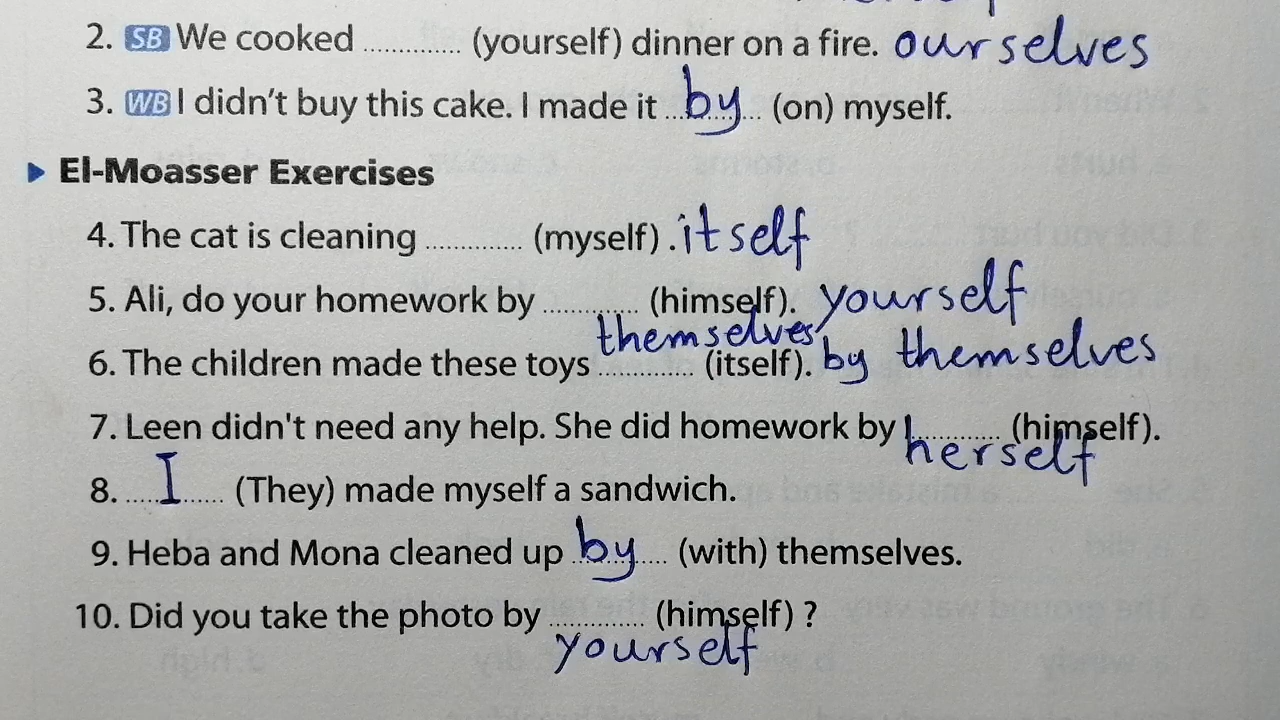 2. SB We cooked ............. (yourself) dinner on a fire. ourselves
3. WB I didn't buy this cake. I made it ...by... (on) myself.
El-Moasser Exercises
4. The cat is cleaning ............. (myself) . itself
5. Ali, do your homework by ............. (himself). yourself
themselves
6. The children made these toys ............. (itself). by themselves
7. Leen didn't need any help. She did homework by ............. (himself).
herself
8. ....I.... (They) made myself a sandwich.
9. Heba and Mona cleaned up ...by... (with) themselves.
10. Did you take the photo by ............. (himself) ?
yourself